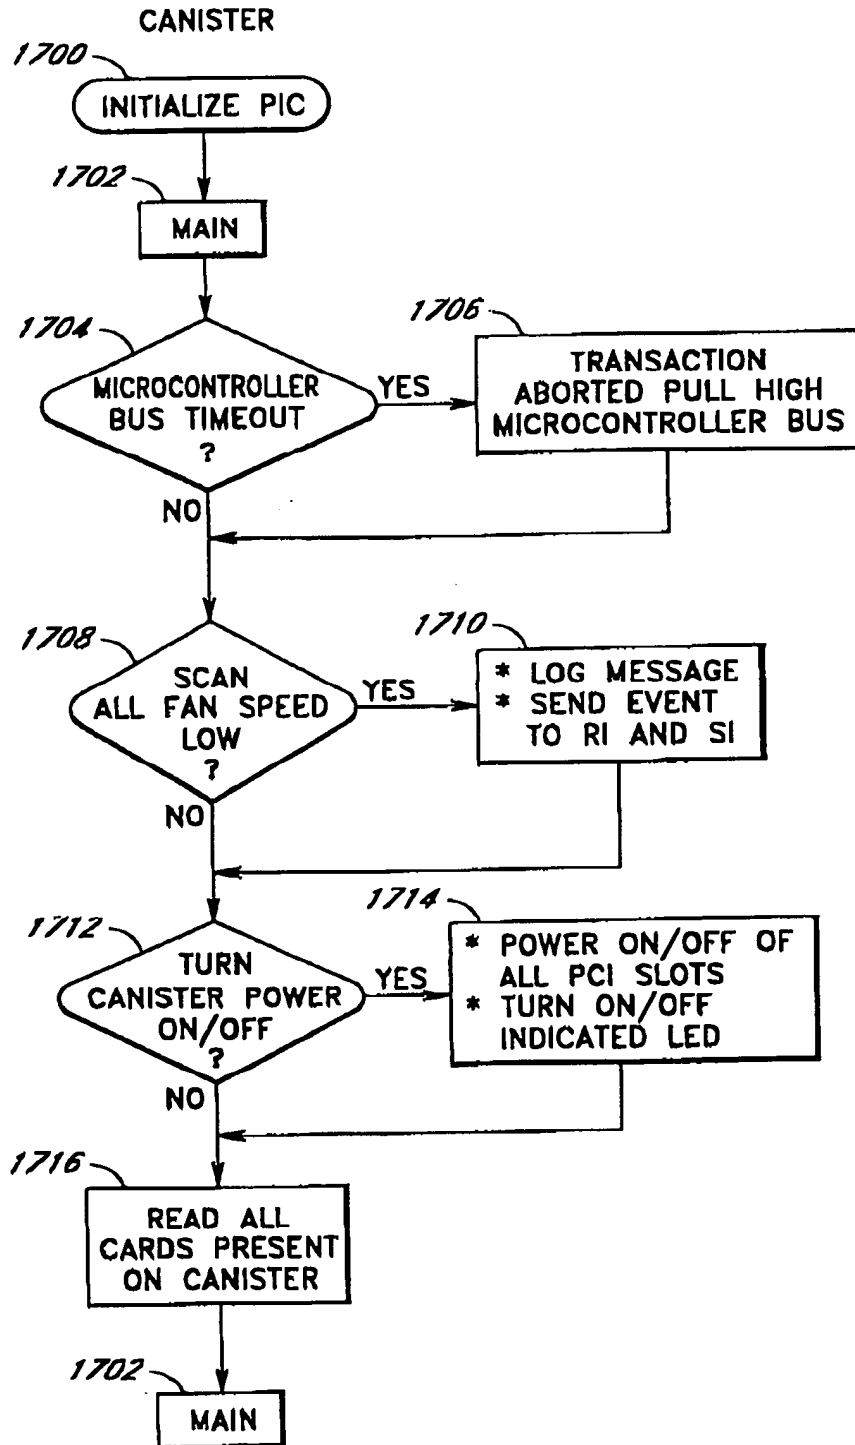 CANISTER
1700
INITIALIZE PIC
1702
MAIN
1704
MICROCONTROLLER
BUS TIMEOUT
?
YES
NO
1706
TRANSACTION
ABORTED PULL HIGH
MICROCONTROLLER BUS
1708
SCAN
ALL FAN SPEED
LOW
?
YES
NO
1710
* LOG MESSAGE
* SEND EVENT
TO RI AND SI
1712
TURN
CANISTER POWER
ON/OFF
?
YES
NO
1714
* POWER ON/OFF OF
ALL PCI SLOTS
* TURN ON/OFF
INDICATED LED
1716
READ ALL
CARDS PRESENT
ON CANISTER
1702
MAIN